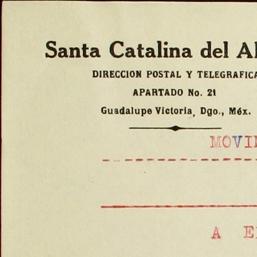 Santa Catalina del Al
DIRECCION POSTAL Y TELEGRAFICA
APARTADO No. 21
Guadalupe Victoria, Dgo., Méx.
MOVI
A E